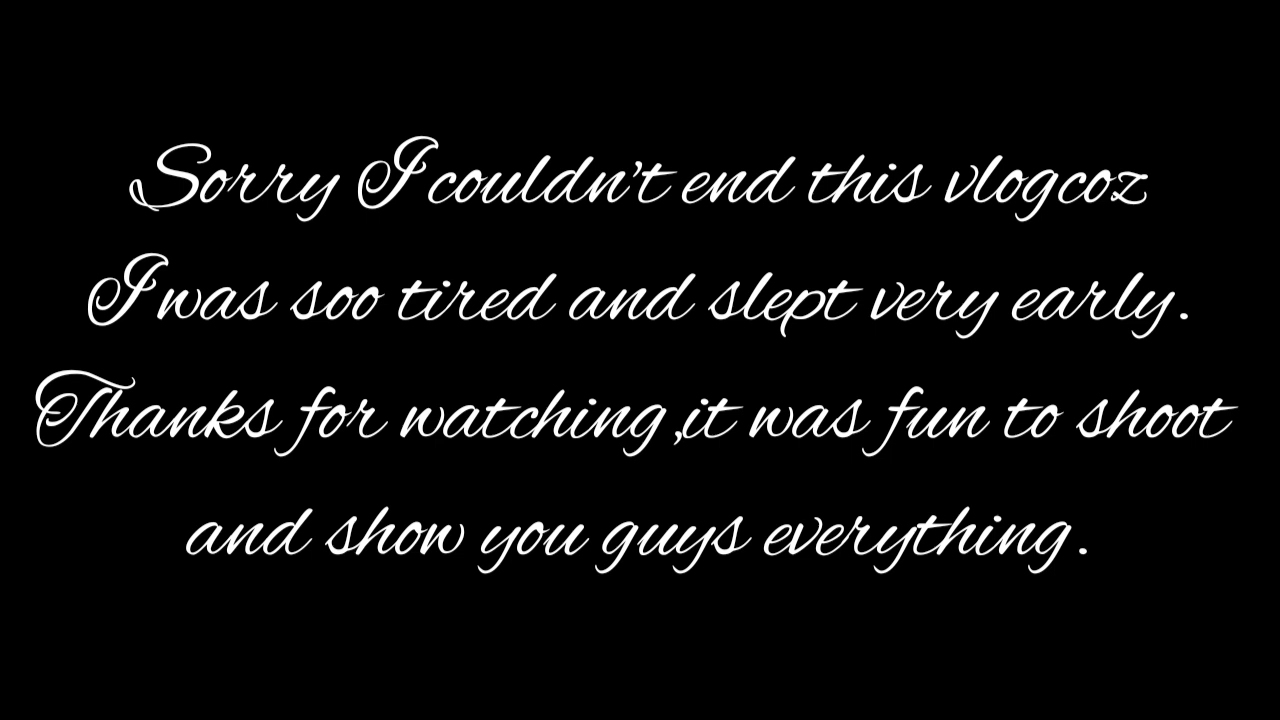 Sorry I couldn't end this vlogcoz
I was soo tired and slept very early.
Thanks for watching ,it was fun to shoot
and show you guys everything.